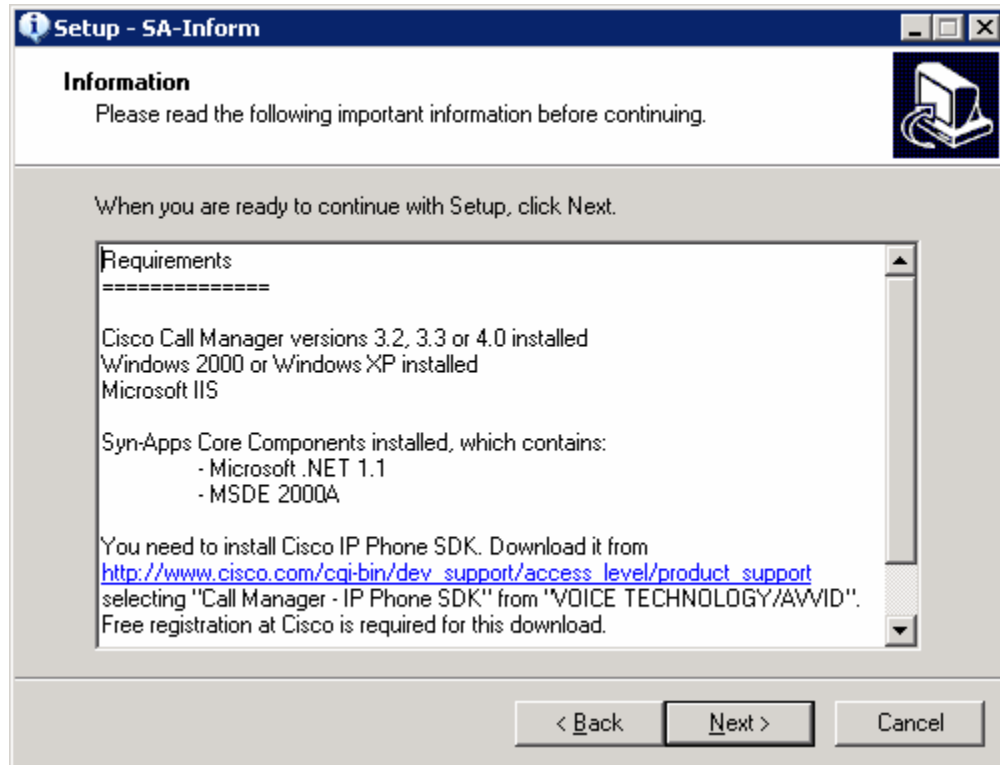 Setup - SA-Inform
Information
Please read the following important information before continuing.
When you are ready to continue with Setup, click Next.
Requirements
==============
Cisco Call Manager versions 3.2, 3.3 or 4.0 installed
Windows 2000 or Windows XP installed
Microsoft IIS
Syn-Apps Core Components installed, which contains:
- Microsoft .NET 1.1
- MSDE 2000A
You need to install Cisco IP Phone SDK. Download it from
http://www.cisco.com/cgi-bin/dev_support/access_level/product_support
selecting "Call Manager - IP Phone SDK" from "VOICE TECHNOLOGY/AVVID".
Free registration at Cisco is required for this download.
< Back Next > Cancel